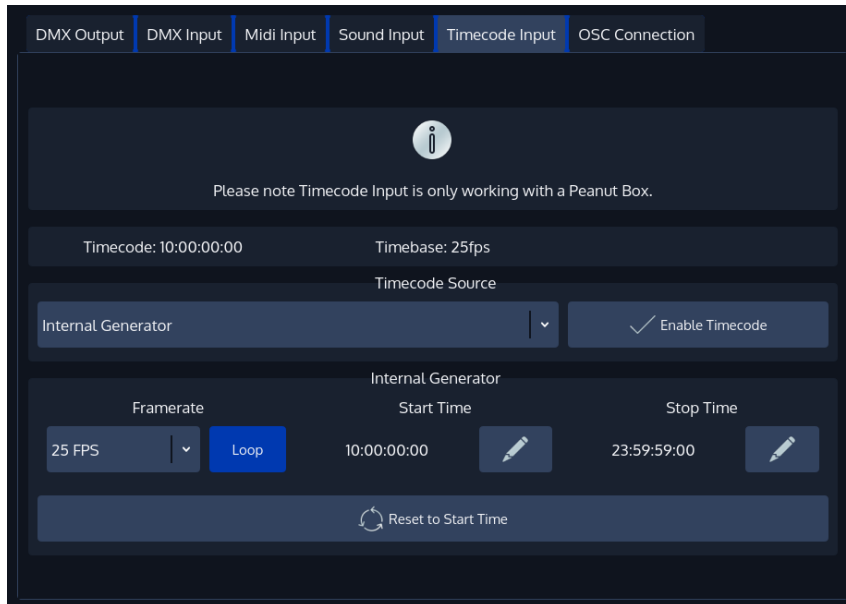 DMX Output DMX Input Midi Input Sound Input Timecode Input OSC Connection
Please note Timecode Input is only working with a Peanut Box.
Timecode: 10:00:00:00 Timebase: 25fps
Timecode Source
Internal Generator Enable Timecode
Internal Generator
Framerate Start Time Stop Time
25 FPS Loop 10:00:00:00 23:59:59:00
Reset to Start Time